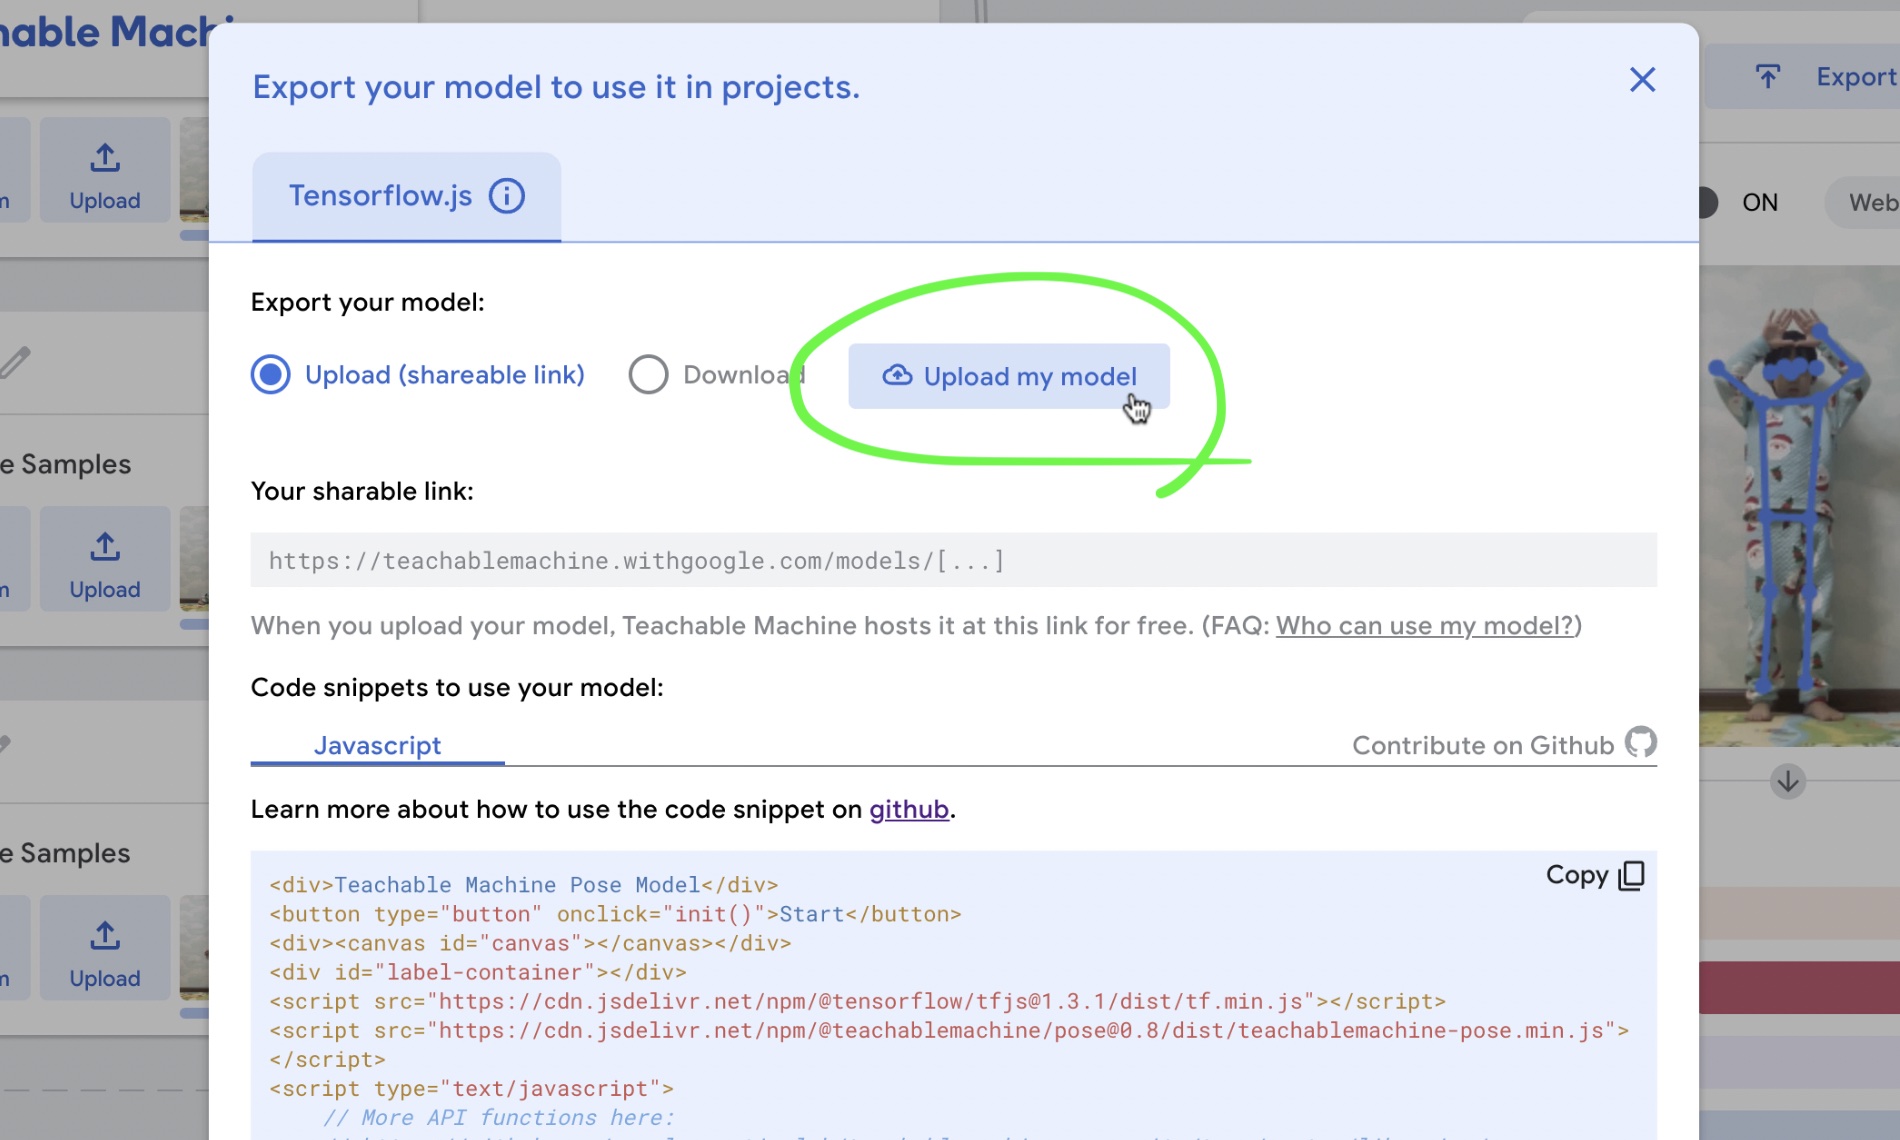 Export your model to use it in projects.
Export
Tensorflow.js
Upload
ON
Web
Export your model:
Upload (shareable link) Download Upload my model
Samples
Your sharable link:
https://teachablemachine.withgoogle.com/models/[...]
Upload
When you upload your model, Teachable Machine hosts it at this link for free. (FAQ: Who can use my model?)
Code snippets to use your model:
Javascript
Contribute on Github
Learn more about how to use the code snippet on github.
Samples
Upload
Copy
<div>Teachable Machine Pose Model</div>
<button type="button" onclick="init()">Start</button>
<div><canvas id="canvas"></canvas></div>
<div id="label-container"></div>
<script src="https://cdn.jsdelivr.net/npm/@tensorflow/tfjs@1.3.1/dist/tf.min.js"></script>
<script src="https://cdn.jsdelivr.net/npm/@teachablemachine/pose@0.8/dist/teachablemachine-pose.min.js">
</script>
<script type="text/javascript">
// More API functions here: